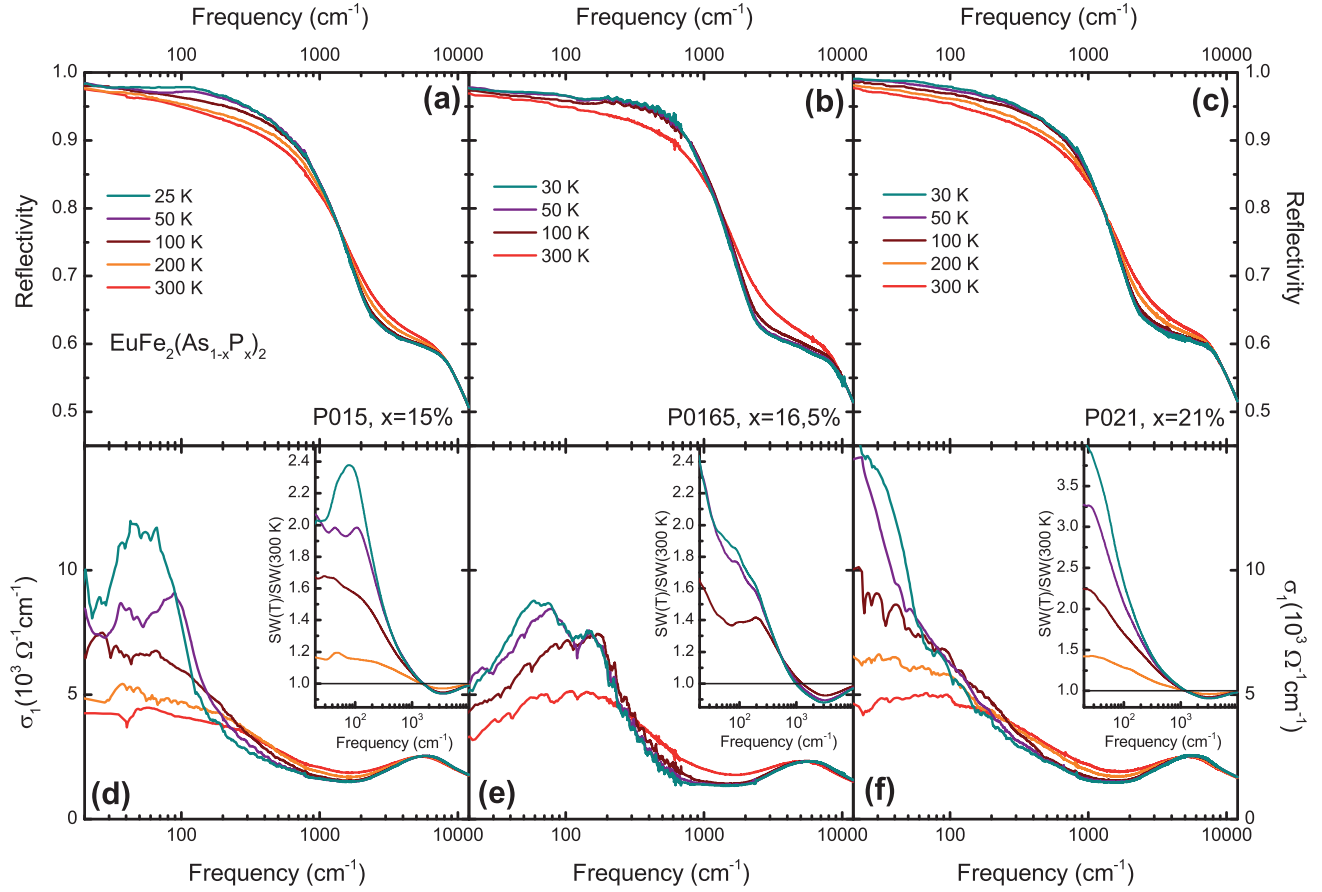 Frequency (cm-1) Frequency (cm-1) Frequency (cm-1)
100 1000 10000 100 1000 10000 100 1000 10000
1.0 0.9 0.8 0.7 0.6 0.5
Reflectivity
(a)
25 K
50 K
100 K
200 K
300 K
EuFe2(As1-xPx)2
P015, x=15%
(b)
30 K
50 K
100 K
300 K
P0165, x=16,5%
(c)
30 K
50 K
100 K
200 K
300 K
P021, x=21%
1.0 0.9 0.8 0.7 0.6 0.5
Reflectivity
σ1(10³ Ω-1cm-1)
10
5
0
(d)
SW(T)/SW(300 K)
2.4
2.2
2.0
1.8
1.6
1.4
1.2
1.0
10² 10³
Frequency (cm-1)
(e)
SW(T)/SW(300 K)
2.4
2.2
2.0
1.8
1.6
1.4
1.2
1.0
10² 10³
Frequency (cm-1)
(f)
SW(T)/SW(300 K)
3.5
3.0
2.5
2.0
1.5
1.0
10² 10³
Frequency (cm-1)
10
5
0
σ1(10³ Ω-1cm-1)
100 1000 10000 100 1000 10000 100 1000 10000
Frequency (cm-1) Frequency (cm-1) Frequency (cm-1)